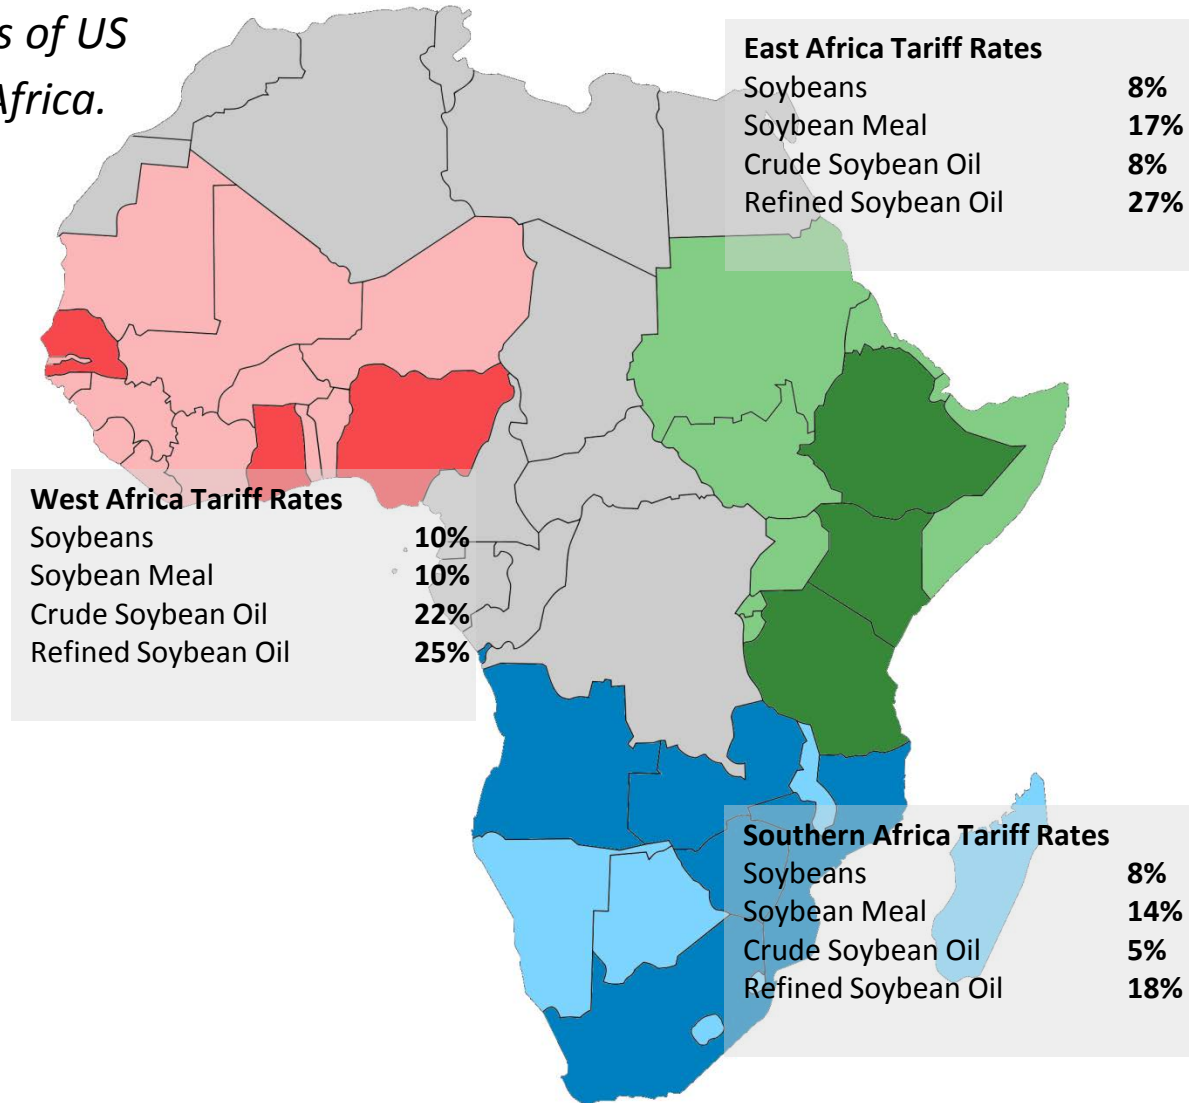 s of US
Africa.
East Africa Tariff Rates
Soybeans 8%
Soybean Meal 17%
Crude Soybean Oil 8%
Refined Soybean Oil 27%
West Africa Tariff Rates
Soybeans 10%
Soybean Meal 10%
Crude Soybean Oil 22%
Refined Soybean Oil 25%
Southern Africa Tariff Rates
Soybeans 8%
Soybean Meal 14%
Crude Soybean Oil 5%
Refined Soybean Oil 18%